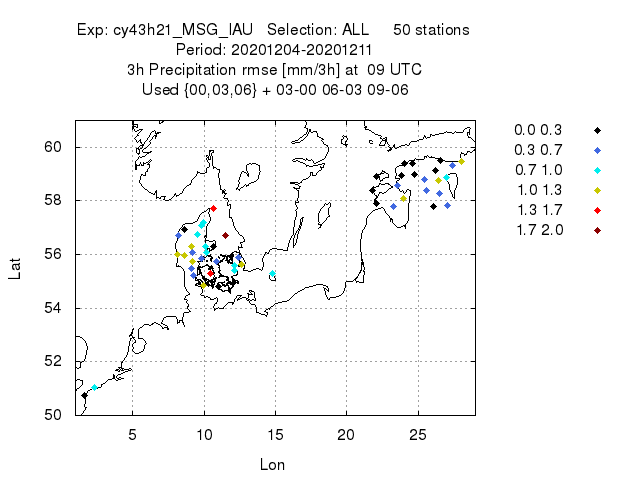 Exp: cy43h21_MSG_IAU Selection: ALL 50 stations
Period: 20201204-20201211
3h Precipitation rmse [mm/3h] at 09 UTC
Used {00,03,06} + 03-00 06-03 09-06
60
58
56
54
52
50
Lat
5 10 15 20 25
Lon
0.0 0.3
0.3 0.7
0.7 1.0
1.0 1.3
1.3 1.7
1.7 2.0